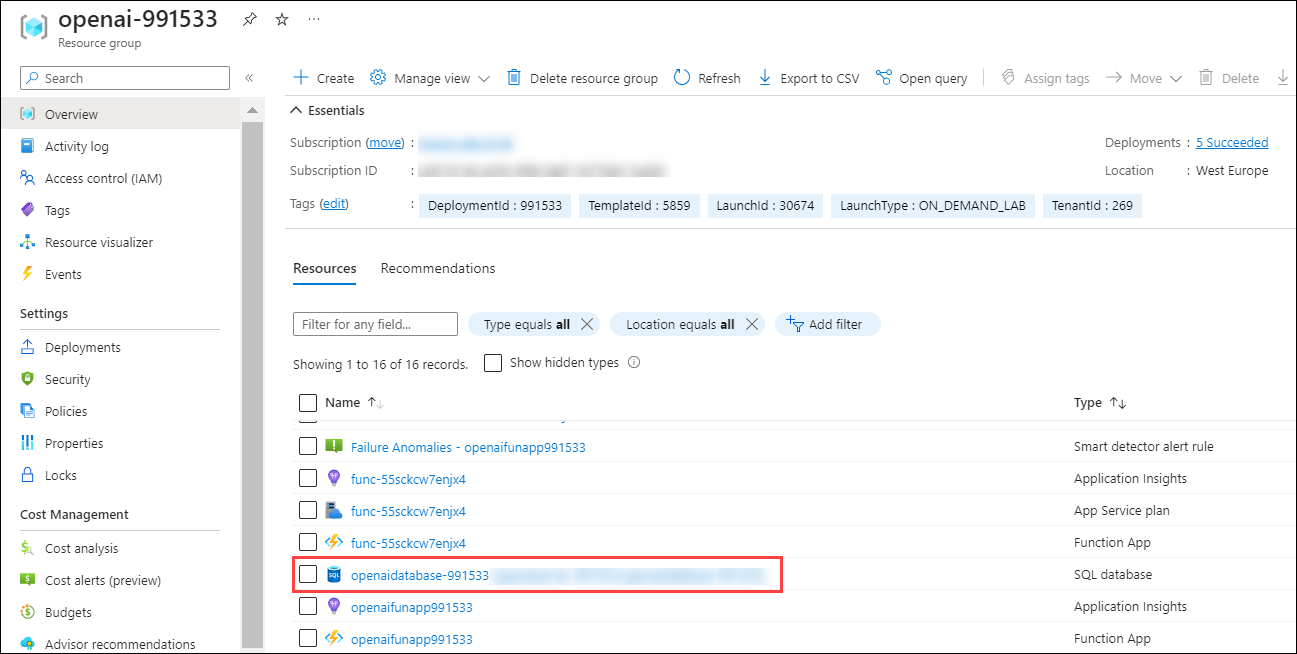 openai-991533
Resource group
Search
Create Manage view Delete resource group Refresh Export to CSV Open query Assign tags Move Delete
Overview
Activity log
Access control (IAM)
Tags
Resource visualizer
Events
Settings
Deployments
Security
Policies
Properties
Locks
Cost Management
Cost analysis
Cost alerts (preview)
Budgets
Advisor recommendations
Essentials
Subscription (move) :
Deployments : 5 Succeeded
Subscription ID :
Location : West Europe
Tags (edit) : DeploymentId : 991533 TemplateId : 5859 LaunchId : 30674 LaunchType : ON_DEMAND_LAB TenantId : 269
Resources Recommendations
Filter for any field... Type equals all Location equals all Add filter
Showing 1 to 16 of 16 records. Show hidden types
Name Type
Failure Anomalies - openaifunapp991533 Smart detector alert rule
func-55sckcw7enjx4 Application Insights
func-55sckcw7enjx4 App Service plan
func-55sckcw7enjx4 Function App
openaidatabase-991533 SQL database
openaifunapp991533 Application Insights
openaifunapp991533 Function App